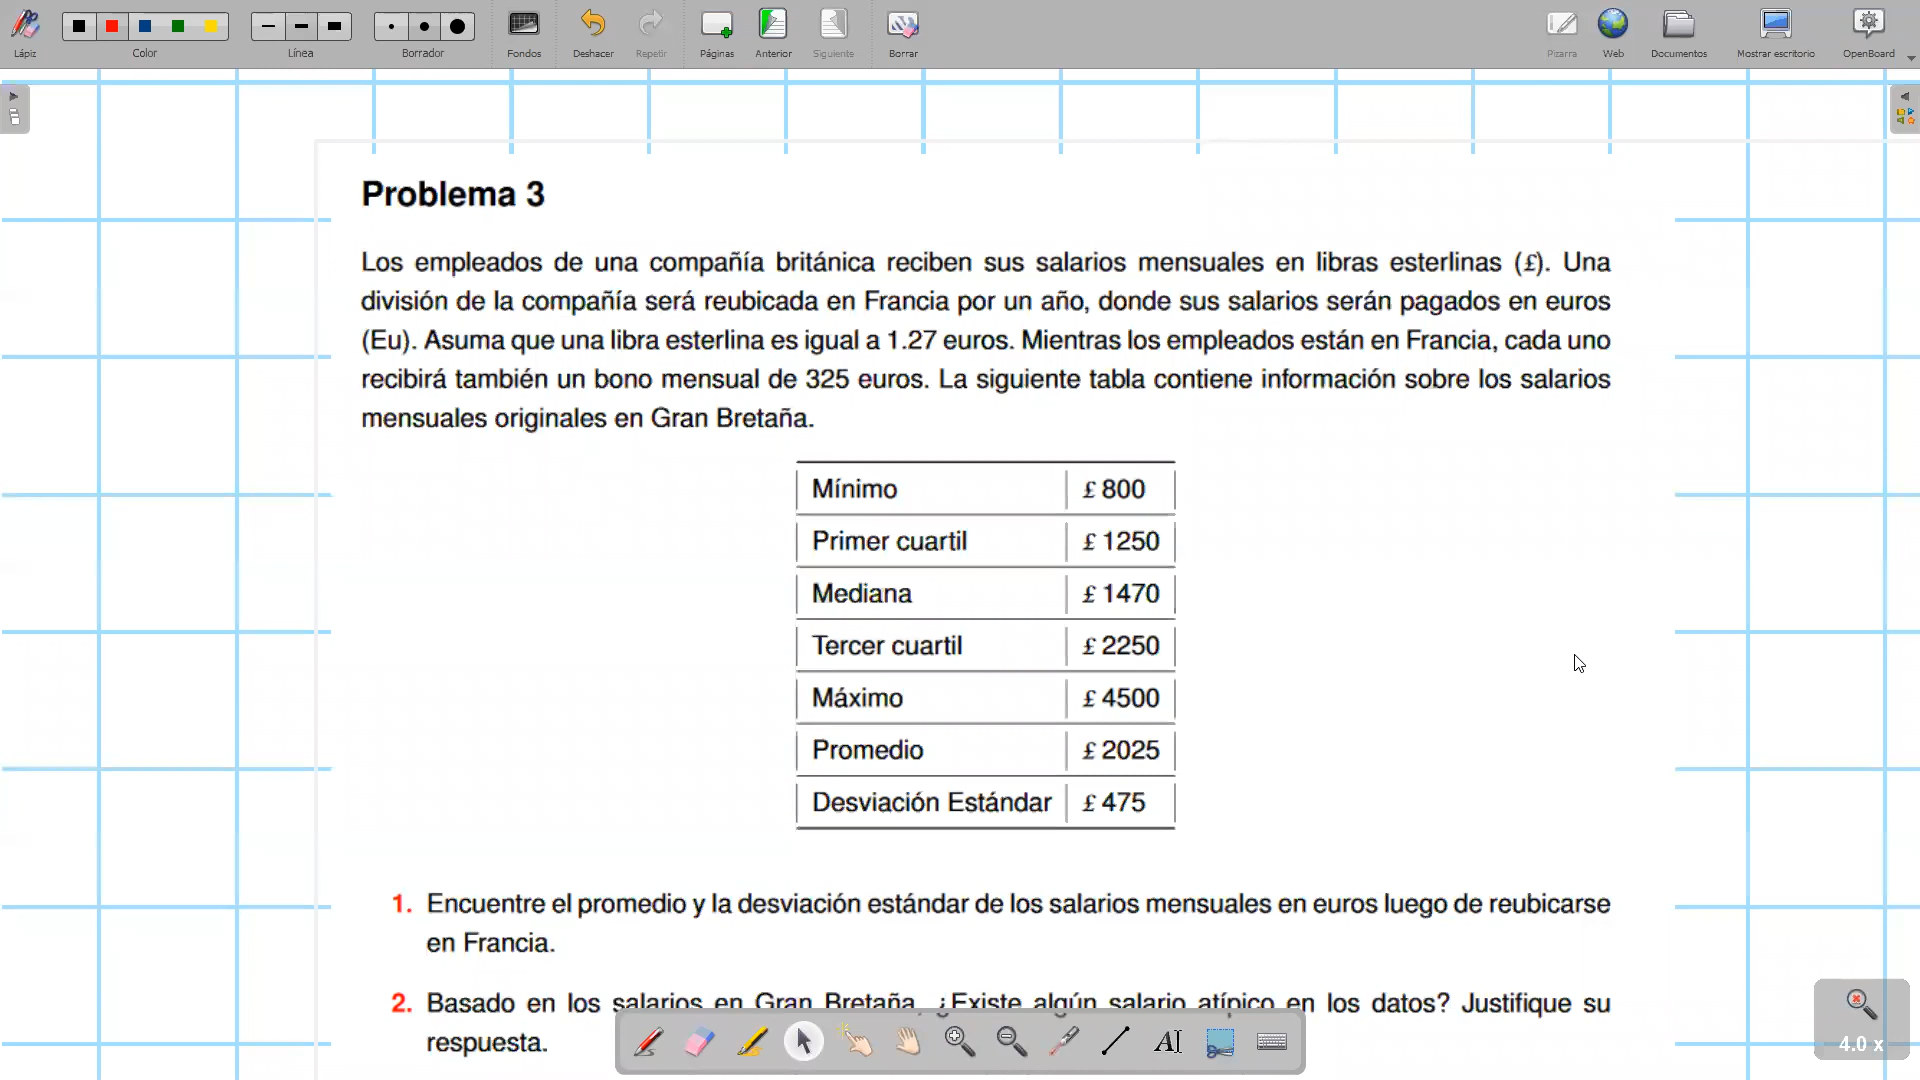 Lápiz
Color
Línea
Borrador
Fondos
Deshacer
Repetir
Páginas
Anterior
Siguiente
Borrar
Pizarra
Web
Documentos
Mostrar escritorio
OpenBoard
Problema 3
Los empleados de una compañía británica reciben sus salarios mensuales en libras esterlinas (£). Una
división de la compañía será reubicada en Francia por un año, donde sus salarios serán pagados en euros
(Eu). Asuma que una libra esterlina es igual a 1.27 euros. Mientras los empleados están en Francia, cada uno
recibirá también un bono mensual de 325 euros. La siguiente tabla contiene información sobre los salarios
mensuales originales en Gran Bretaña.
Mínimo £ 800
Primer cuartil £ 1250
Mediana £ 1470
Tercer cuartil £ 2250
Máximo £ 4500
Promedio £ 2025
Desviación Estándar £ 475
1. Encuentre el promedio y la desviación estándar de los salarios mensuales en euros luego de reubicarse
en Francia.
2. Basado en los salarios en Gran Bretaña, ¿Existe algún salario atípico en los datos? Justifique su
respuesta.
AI
4.0 x